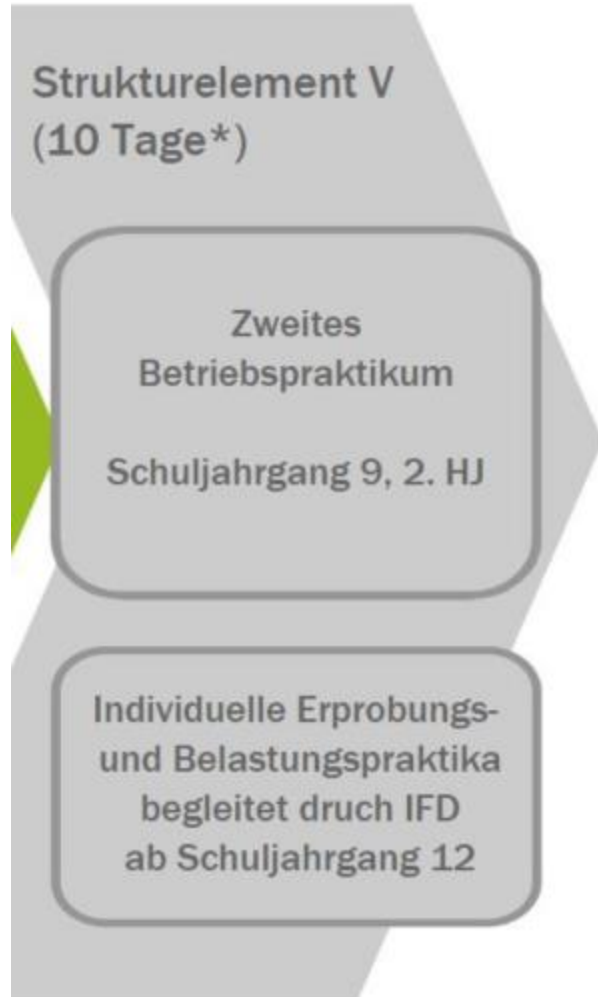 Strukturelement V
(10 Tage*)
Zweites
Betriebspraktikum
Schuljahrgang 9, 2. HJ
Individuelle Erprobungs-
und Belastungspraktika
begleitet druch IFD
ab Schuljahrgang 12